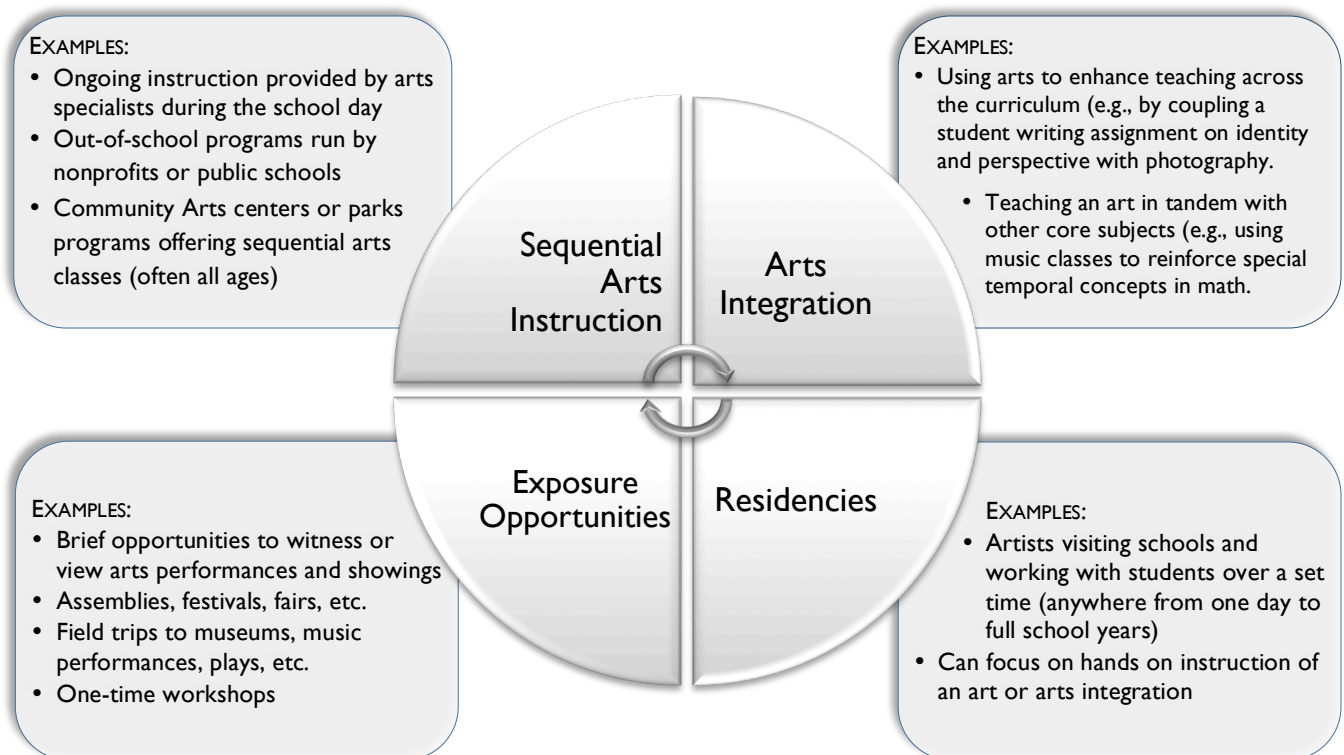 EXAMPLES:
• Ongoing instruction provided by arts
specialists during the school day
• Out-of-school programs run by
nonprofits or public schools
• Community Arts centers or parks
programs offering sequential arts
classes (often all ages)
EXAMPLES:
• Using arts to enhance teaching across
the curriculum (e.g., by coupling a
student writing assignment on identity
and perspective with photography.
• Teaching an art in tandem with
other core subjects (e.g., using
music classes to reinforce special
temporal concepts in math.
Sequential
Arts
Instruction
Arts
Integration
Exposure
Opportunities
Residencies
EXAMPLES:
• Brief opportunities to witness or
view arts performances and showings
• Assemblies, festivals, fairs, etc.
• Field trips to museums, music
performances, plays, etc.
• One-time workshops
EXAMPLES:
• Artists visiting schools and
working with students over a set
time (anywhere from one day to
full school years)
• Can focus on hands on instruction of
an art or arts integration